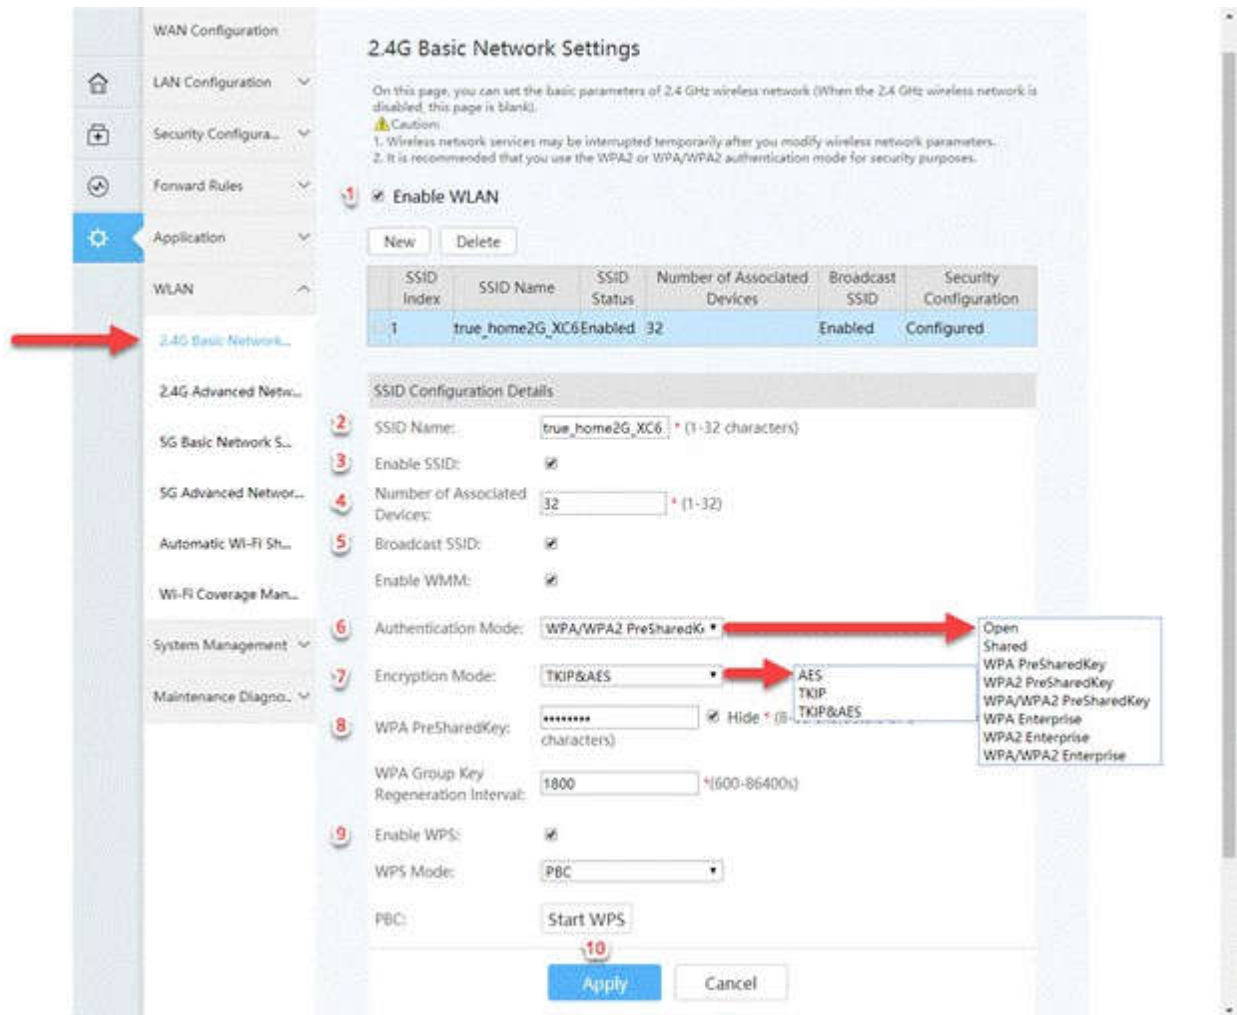 WAN Configuration
LAN Configuration
Security Configura...
Forward Rules
Application
WLAN
2.4G Basic Network...
2.4G Advanced Netw...
5G Basic Network S...
5G Advanced Networ...
Automatic Wi-Fi Sh...
Wi-Fi Coverage Man...
System Management
Maintenance Diagno...
2.4G Basic Network Settings
On this page, you can set the basic parameters of 2.4 GHz wireless network (When the 2.4 GHz wireless network is
disabled, this page is blank).
Caution:
1. Wireless network services may be interrupted temporarily after you modify wireless network parameters.
2. It is recommended that you use the WPA2 or WPA/WPA2 authentication mode for security purposes.
1 Enable WLAN
New Delete
SSID Index SSID Name SSID Status Number of Associated Devices Broadcast SSID Security Configuration
1 true_home2G_XC6 Enabled 32 Enabled Configured
SSID Configuration Details
2 SSID Name: true_home2G_XC6 * (1-32 characters)
3 Enable SSID:
4 Number of Associated Devices: 32 * (1-32)
5 Broadcast SSID:
Enable WMM:
6 Authentication Mode: WPA/WPA2 PreSharedK
Open
Shared
WPA PreSharedKey
WPA2 PreSharedKey
WPA/WPA2 PreSharedKey
WPA Enterprise
WPA2 Enterprise
WPA/WPA2 Enterprise
7 Encryption Mode: TKIP&AES
AES
TKIP
TKIP&AES
8 WPA PreSharedKey: •••••••• Hide * (8-
characters)
WPA Group Key
Regeneration Interval: 1800 *(600-86400s)
9 Enable WPS:
WPS Mode: PBC
PBC: Start WPS
10
Apply Cancel